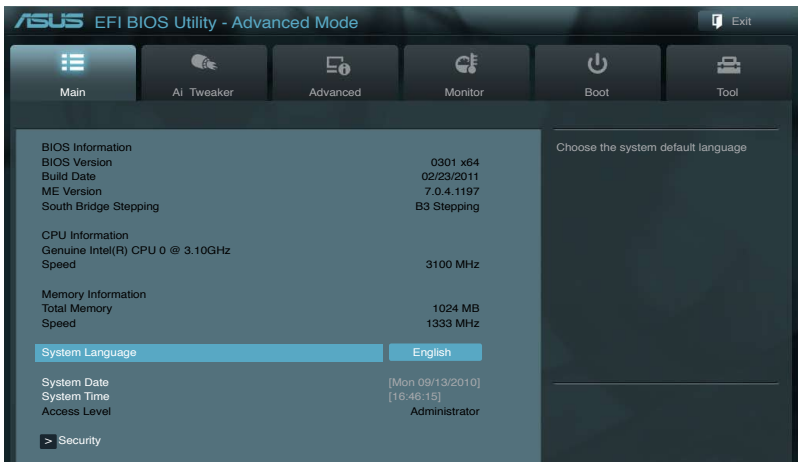 ASUS EFI BIOS Utility - Advanced Mode
Exit
Main
Ai Tweaker
Advanced
Monitor
Boot
Tool
BIOS Information
BIOS Version 0301 x64
Build Date 02/23/2011
ME Version 7.0.4.1197
South Bridge Stepping B3 Stepping
CPU Information
Genuine Intel(R) CPU 0 @ 3.10GHz
Speed 3100 MHz
Memory Information
Total Memory 1024 MB
Speed 1333 MHz
System Language English
System Date [Mon 09/13/2010]
System Time [16:46:15]
Access Level Administrator
> Security
Choose the system default language